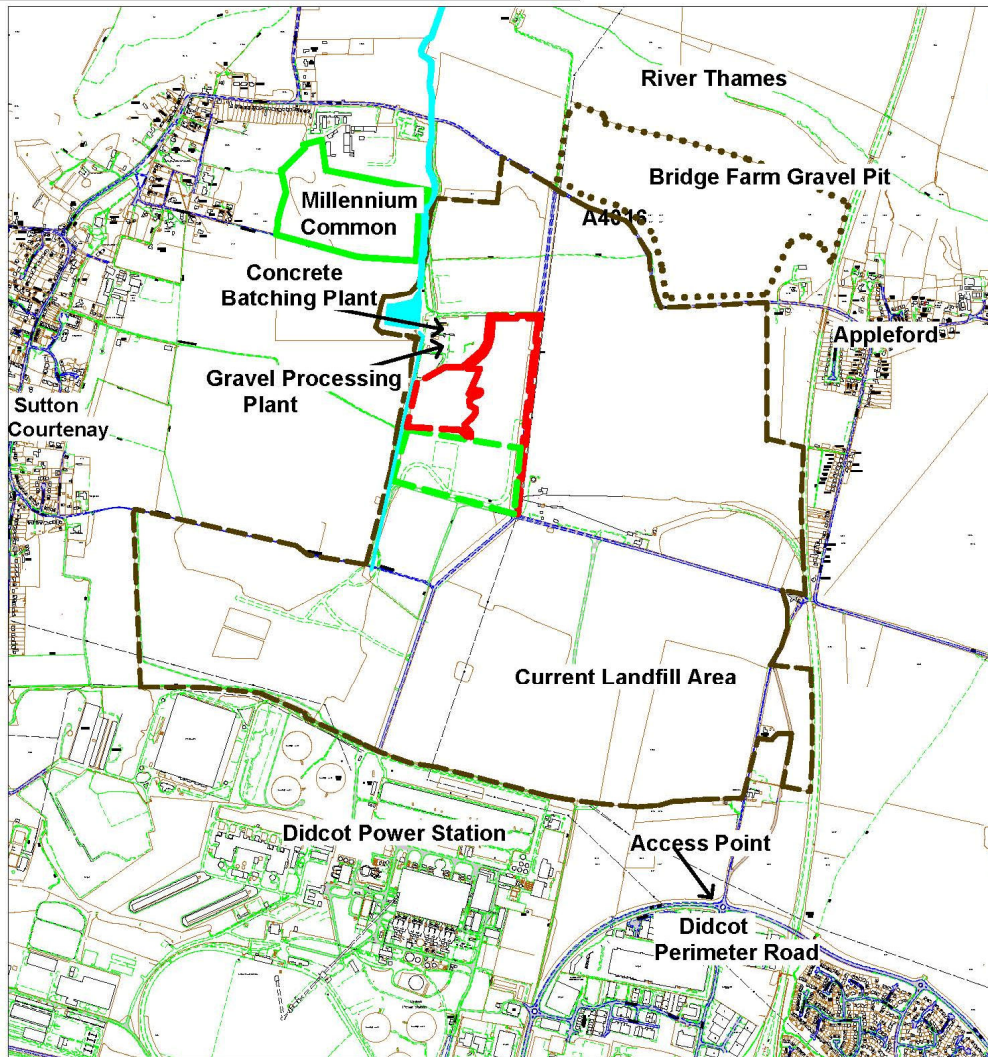 River Thames
Bridge Farm Gravel Pit
A4016
Millennium
Common
Concrete
Batching Plant
Gravel Processing
Plant
Appleford
Sutton
Courtenay
Current Landfill Area
Didcot Power Station
Access Point
Didcot
Perimeter Road